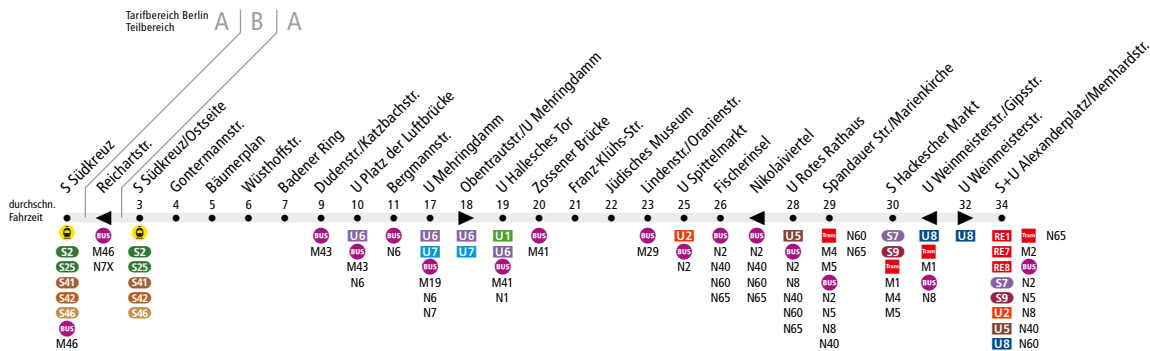 Tarifbereich Berlin
Teilbereich
A
B
A
S Südkreuz
Reichartstr.
S Südkreuz/Ostseite
Gontermannstr.
Bäumerplan
Wüsthoffstr.
Badener Ring
Dudenstr./Katzbachstr.
U Platz der Luftbrücke
Bergmannstr.
U Mehringdamm
Obentrautstr./U Mehringdamm
U Hallesches Tor
Zossener Brücke
Franz-Klühs-Str.
Jüdisches Museum
Lindenstr./Oranienstr.
U Spittelmarkt
Fischerinsel
Nikolaiviertel
U Rotes Rathaus
Spandauer Str./Marienkirche
S Hackescher Markt
U Weinmeisterstr./Gipsstr.
U Weinmeisterstr.
S+U Alexanderplatz/Memhardstr.
durchschn.
Fahrzeit
3 4 5 6 7 9 10 11 17 18 19 20 21 22 23 25 26 28 29 30 32 34
S2
S25
S41
S42
S46
BUS
M46
BUS
M46
N7X
S2
S25
S41
S42
S46
BUS
M43
U6
BUS
M43
N6
BUS
N6
U6
U7
BUS
M19
N6
N7
U6
U7
U1
U6
BUS
M41
N1
BUS
M41
BUS
M29
U2
BUS
N2
BUS
N2
N40
N60
N65
BUS
N2
N40
N60
N65
U5
BUS
N2
N8
N40
N60
N65
Tram
M4
M5
BUS
N2
N5
N8
N40
N60
N65
S7
S9
Tram
M1
M4
M5
U8
Tram
M1
BUS
N8
U8
RE1
RE7
RE8
S7
S9
U2
U5
U8
Tram
M2
BUS
N2
N5
N8
N40
N60
N65